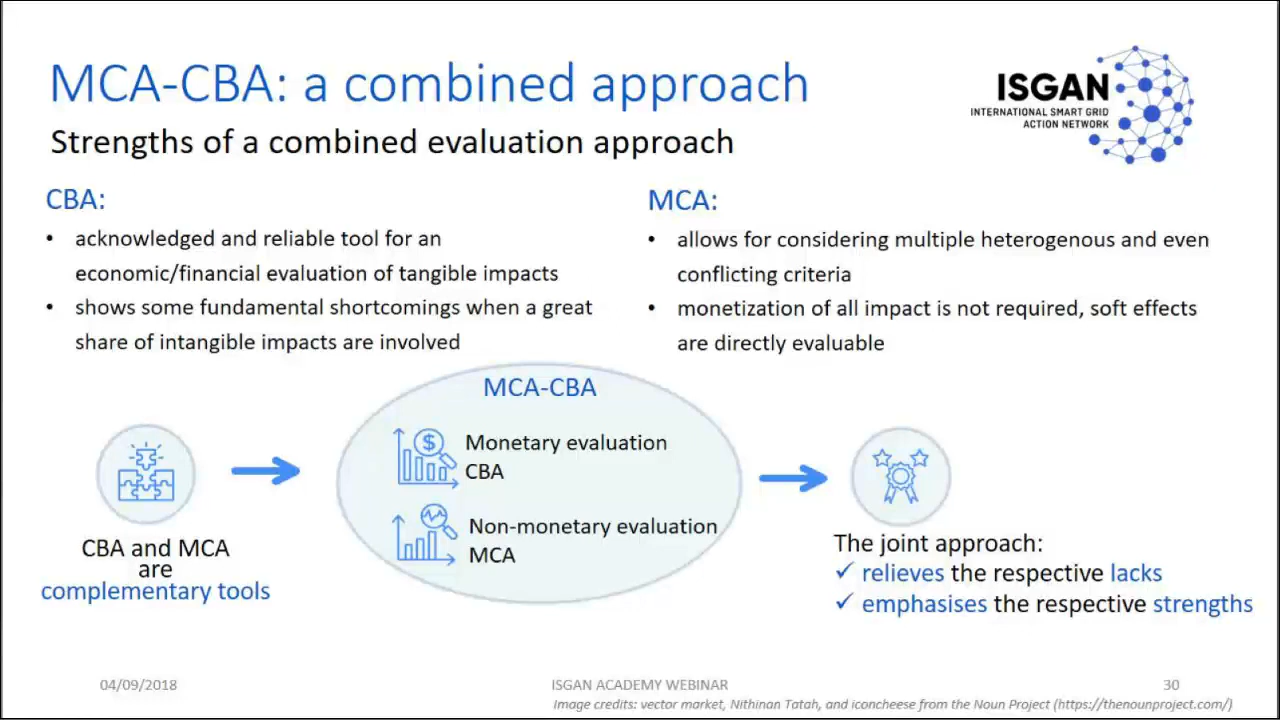 MCA-CBA: a combined approach
Strengths of a combined evaluation approach
ISGAN
INTERNATIONAL SMART GRID
ACTION NETWORK
CBA:
• acknowledged and reliable tool for an
economic/financial evaluation of tangible impacts
• shows some fundamental shortcomings when a great
share of intangible impacts are involved
MCA:
• allows for considering multiple heterogenous and even
conflicting criteria
• monetization of all impact is not required, soft effects
are directly evaluable
CBA and MCA
are
complementary tools
MCA-CBA
$
Monetary evaluation
CBA
Non-monetary evaluation
MCA
The joint approach:
✓ relieves the respective lacks
✓ emphasises the respective strengths
04/09/2018
ISGAN ACADEMY WEBINAR
30
Image credits: vector market, Nithinan Tatah, and iconcheese from the Noun Project (https://thenounproject.com/)